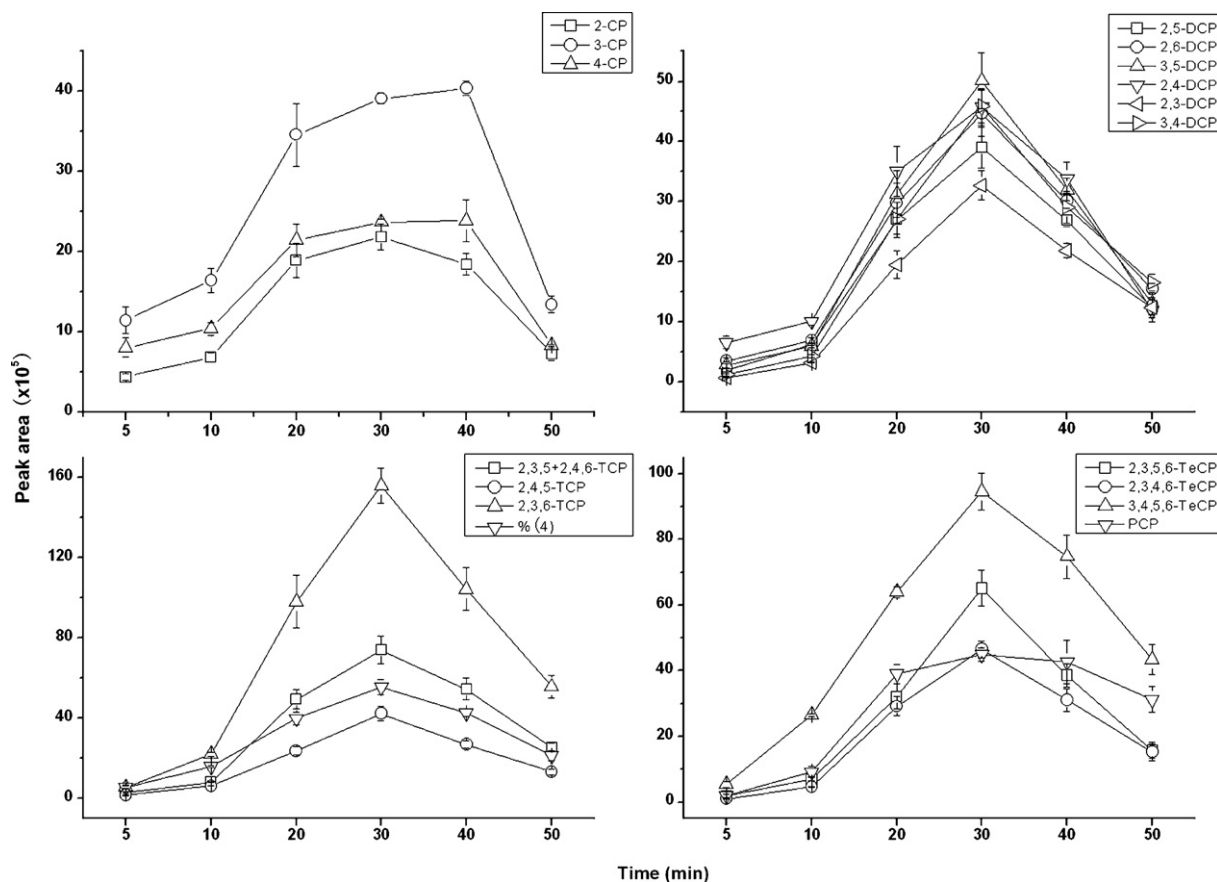 2-CP
3-CP
4-CP
40
30
20
10
0
5 10 20 30 40 50
2,5-DCP
2,6-DCP
3,5-DCP
2,4-DCP
2,3-DCP
3,4-DCP
50
40
30
20
10
0
5 10 20 30 40 50
Peak area (x10⁵)
2,3,5+2,4,6-TCP
2,4,5-TCP
2,3,6-TCP
% (4)
160
120
80
40
0
5 10 20 30 40 50
2,3,5,6-TeCP
2,3,4,6-TeCP
3,4,5,6-TeCP
PCP
100
80
60
40
20
0
5 10 20 30 40 50
Time (min)